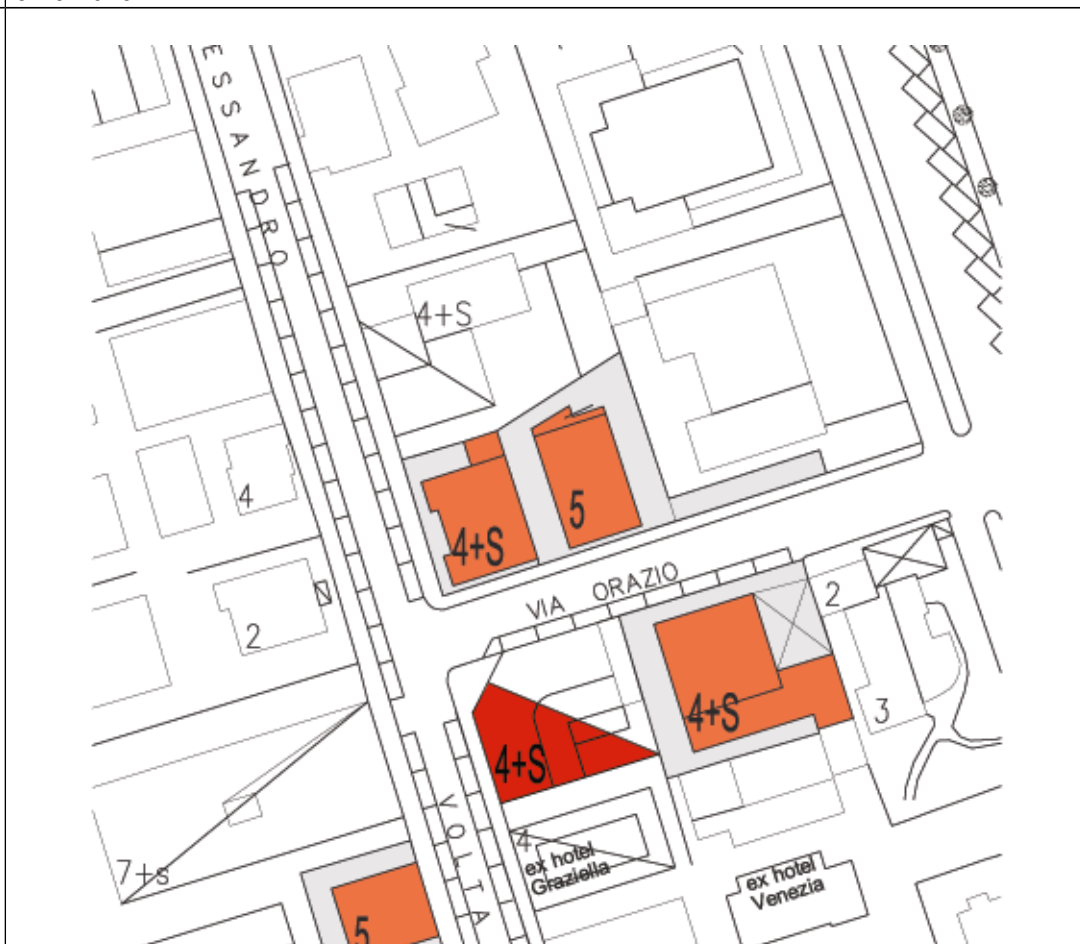 ESSANDRO
4+S
4
5
4+S
VIA ORAZIO
2
2
4+S
3
4+S
VOLTA
4
ex hotel
Graziella
7+s
ex hotel
Venezia
5